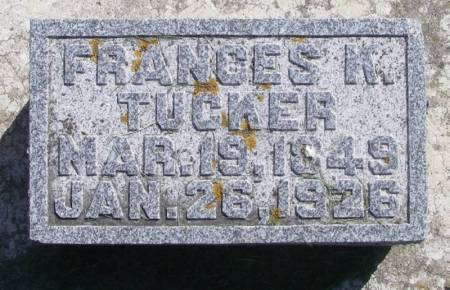 FRANCES K.
TUCKER
MAR. 19, 1849
JAN. 26, 1926